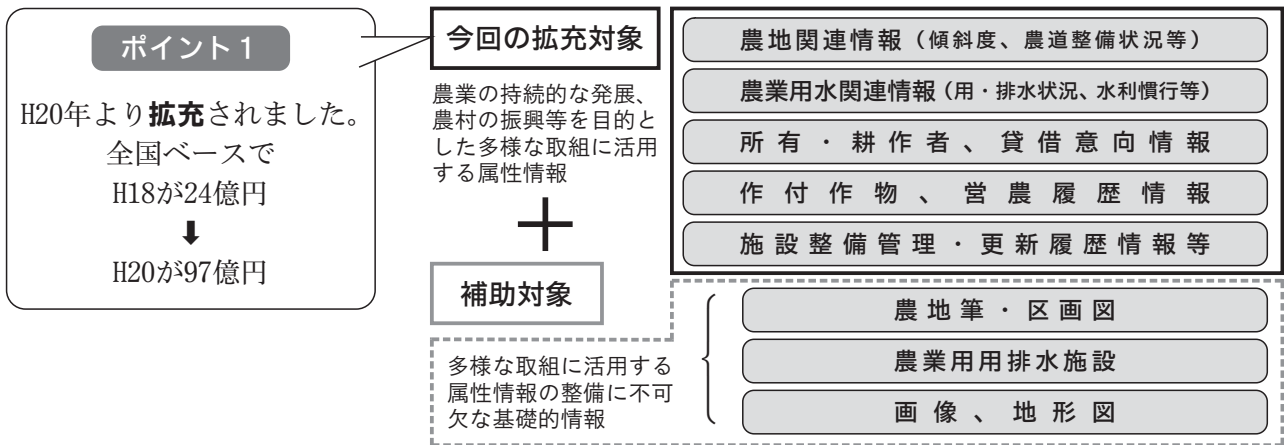 ポイント１
H20年より拡充されました。
全国ベースで
H18が24億円
⬇
H20が97億円
今回の拡充対象
農業の持続的な発展、
農村の振興等を目的と
した多様な取組に活用
する属性情報
＋
補助対象
多様な取組に活用する
属性情報の整備に不可
欠な基礎的情報
農地関連情報（傾斜度、農道整備状況等）
農業用水関連情報（用・排水状況、水利慣行等）
所有・耕作者、貸借意向情報
作付作物、営農履歴情報
施設整備管理・更新履歴情報等
農地筆・区画図
農業用用排水施設
画像、地形図